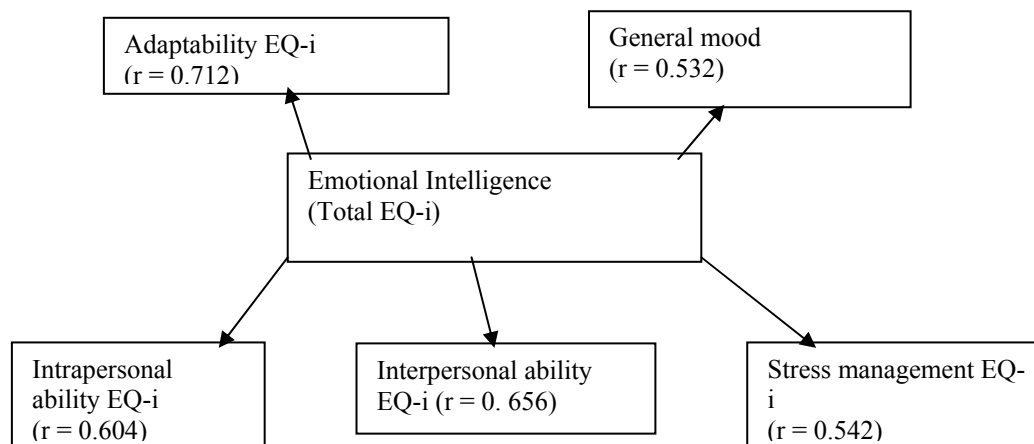 Adaptability EQ-i
(r = 0.712)
General mood
(r = 0.532)
Emotional Intelligence
(Total EQ-i)
Intrapersonal
ability EQ-i
(r = 0.604)
Interpersonal ability
EQ-i (r = 0. 656)
Stress management EQ-
i
(r = 0.542)